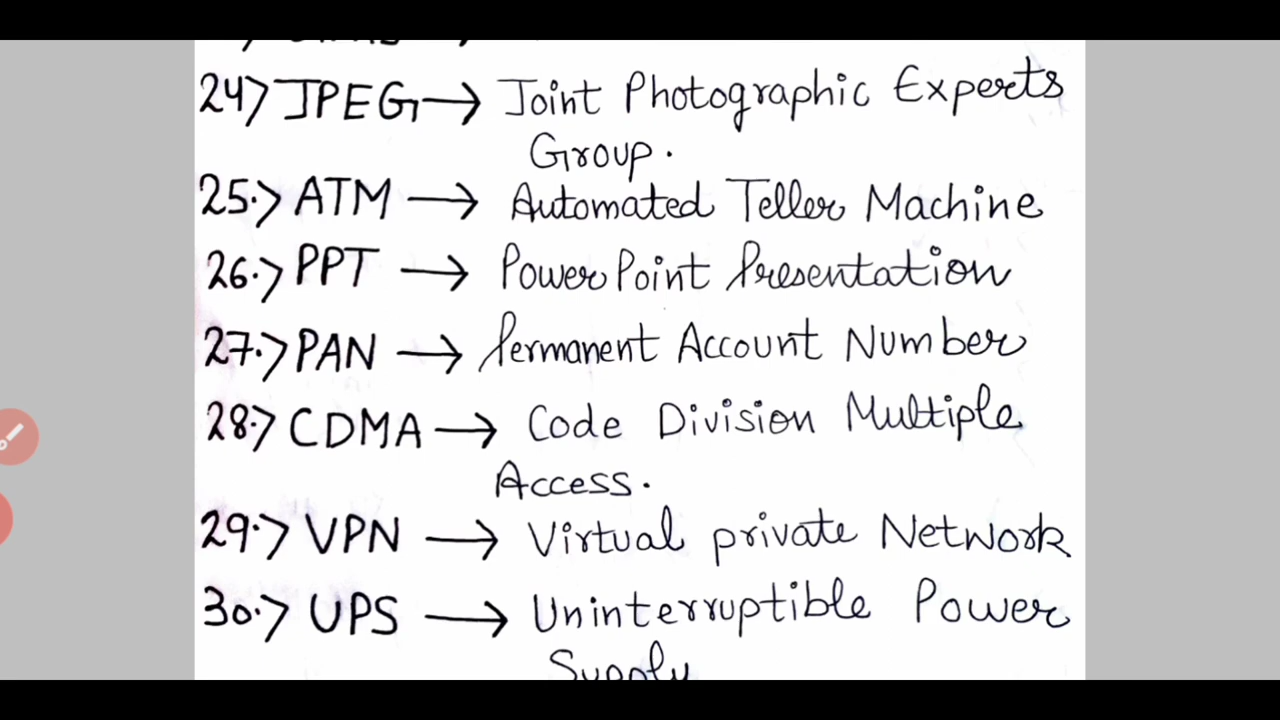 24> JPEG → Joint Photographic Experts
Group.
25.> ATM → Automated Teller Machine
26.> PPT → PowerPoint Presentation
27.> PAN → Permanent Account Number
28.> CDMA → Code Division Multiple
Access.
29.> VPN → Virtual private Network
30.> UPS → Uninterruptible Power
Supply